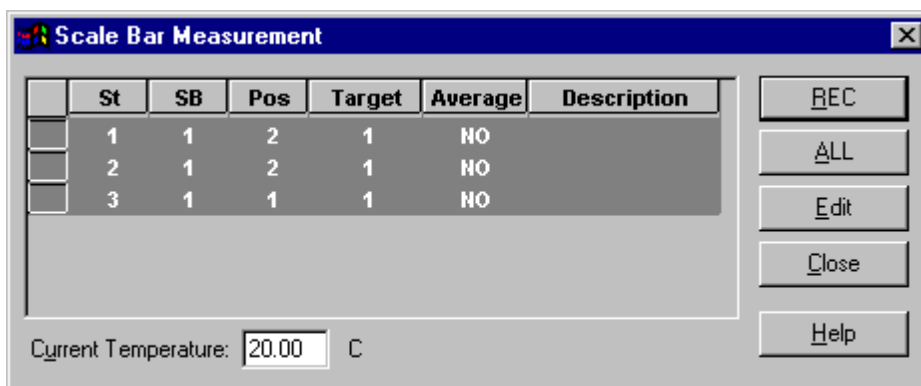 Scale Bar Measurement
St SB Pos Target Average Description
1 1 2 1 NO
2 1 2 1 NO
3 1 1 1 NO
REC
ALL
Edit
Close
Help
Current Temperature: 20.00 C